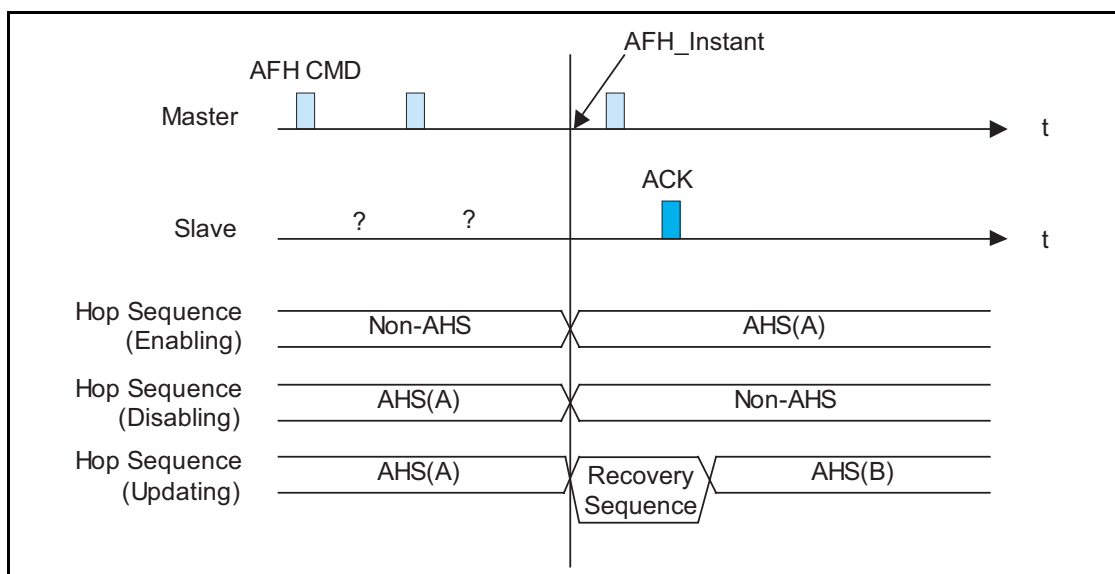 AFH_Instant
AFH CMD
Master
t
ACK
Slave
?
?
t
Hop Sequence
(Enabling)
Non-AHS
AHS(A)
Hop Sequence
(Disabling)
AHS(A)
Non-AHS
Hop Sequence
(Updating)
AHS(A)
Recovery
Sequence
AHS(B)